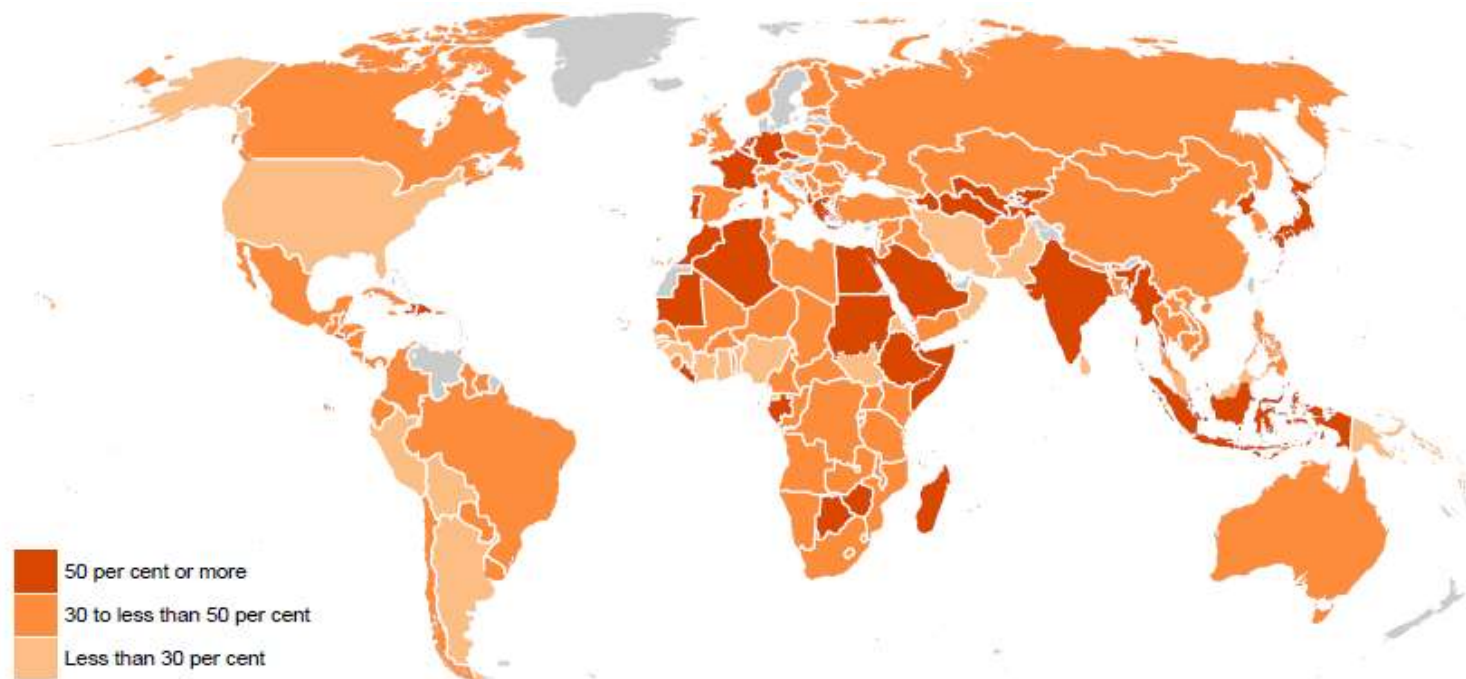 50 per cent or more
30 to less than 50 per cent
Less than 30 per cent